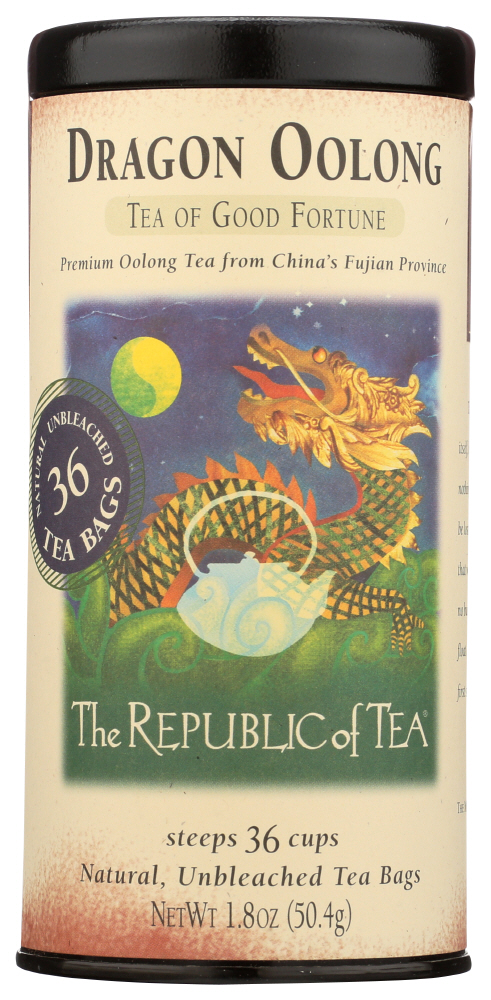 DRAGON OOLONG
TEA OF GOOD FORTUNE
Premium Oolong Tea from China's Fujian Province
NATURAL UNBLEACHED
36
TEA BAGS
The REPUBLIC of TEA
steeps 36 cups
Natural, Unbleached Tea Bags
NETWT 1.8OZ (50.4g)